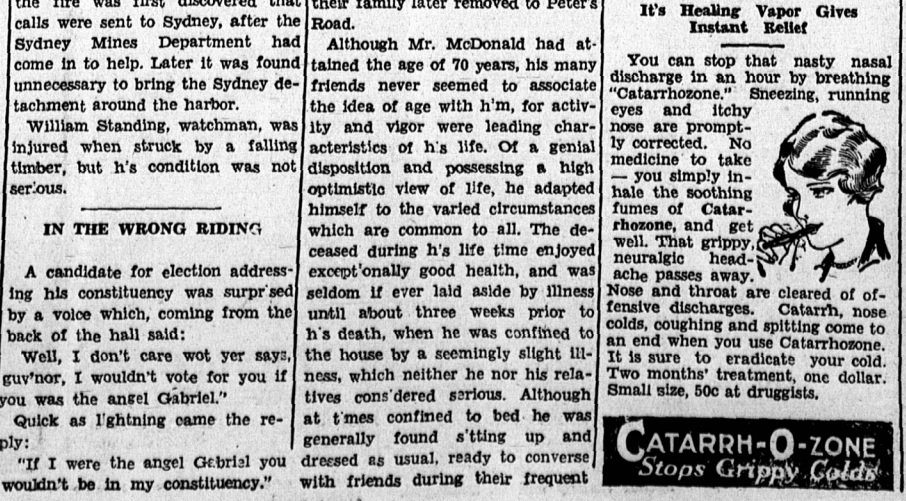 the fire was first discovered that
calls were sent to Sydney, after the
Sydney Mines Department had
come in to help. Later it was found
unnecessary to bring the Sydney de-
tachment around the harbor.
William Standing, watchman, was
injured when struck by a falling
timber, but h's condition was not
ser'ous.
IN THE WRONG RIDING
A candidate for election address-
ing his constituency was surpr'sed
by a voice which, coming from the
back of the hall said:
Well, I don't care wot yer says,
guv'nor, I wouldn't vote for you if
you was the angel Gabriel."
Quick as l'ghtning came the re-
ply:
"If I were the angel Gabriel you
wouldn't be in my constituency."
their family later removed to Peter's
Road.
Although Mr. McDonald had at-
tained the age of 70 years, his many
friends never seemed to associate
the idea of age with h'm, for activ-
ity and vigor were leading char-
acteristics of h's life. Of a genial
disposition and possessing a high
optimistic view of life, he adapted
himself to the varied circumstances
which are common to all. The de-
ceased during h's life time enjoyed
except'onally good health, and was
seldom if ever laid aside by illness
until about three weeks prior to
h's death, when he was confined to
the house by a seemingly slight ill-
ness, which neither he nor his rela-
tives cons'dered serious. Although
at t'mes confined to bed he was
generally found s'tting up and
dressed as usual, ready to converse
with friends during their frequent
It's Healing Vapor Gives
Instant Relief
You can stop that nasty nasal
discharge in an hour by breathing
"Catarrhozone." Sneezing, running
eyes and itchy
nose are prompt-
ly corrected. No
medicine to take
— you simply in-
hale the soothing
fumes of Catar-
rhozone, and get
well. That grippy,
neuralgic head-
ache passes away.
Nose and throat are cleared of of-
fensive discharges. Catarrh, nose
colds, coughing and spitting come to
an end when you use Catarrhozone.
It is sure to eradicate your cold.
Two months' treatment, one dollar.
Small size, 50c at druggists.
CATARRH-O-ZONE
Stops Grippy Colds